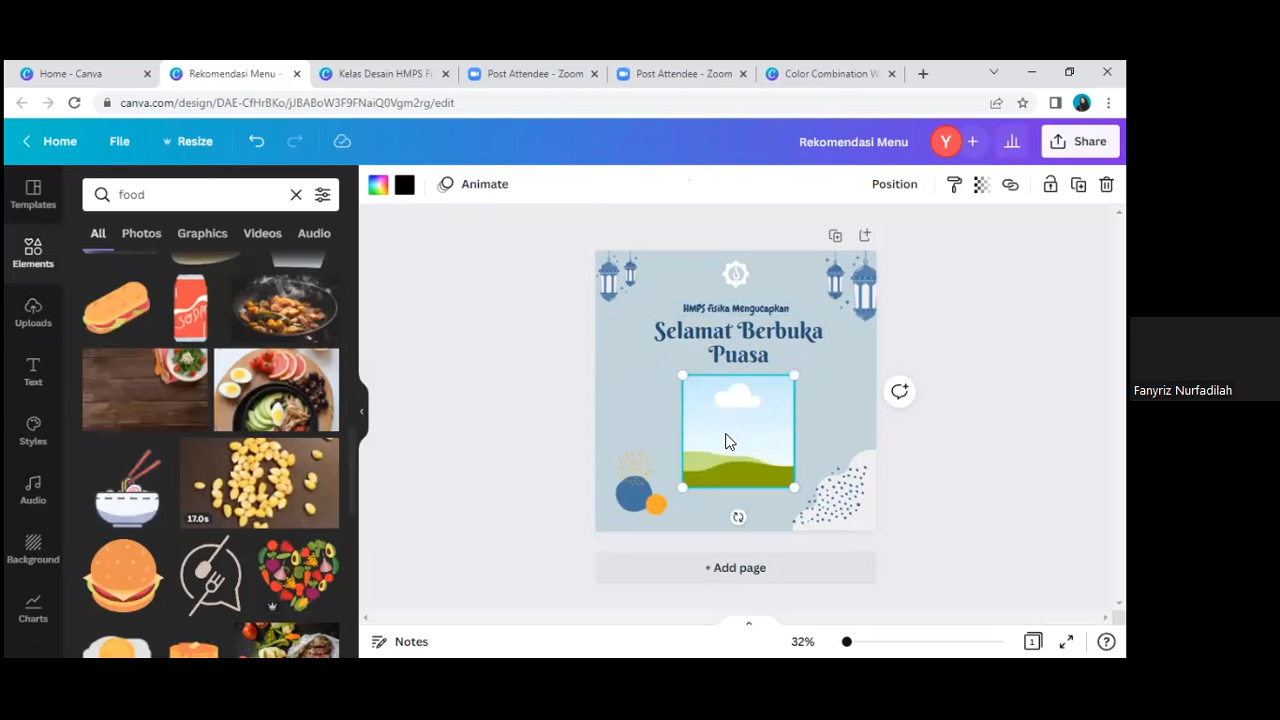 Home - Canva
Rekomendasi Menu -
Kelas Desain HMPS Fi
Post Attendee - Zoom
Post Attendee - Zoom
Color Combination W
canva.com/design/DAE-CfHrBKo/jJBABoW3F9FNaiQ0Vgm2rg/edit
Home
File
Resize
Rekomendasi Menu
Y
Share
Templates
Elements
Uploads
Text
Styles
Audio
Background
Charts
food
All
Photos
Graphics
Videos
Audio
SODA
17.0s
Animate
Position
HMPS fisika Mengucapkan
Selamat Berbuka
Puasa
+ Add page
Notes
32%
1
Fanyriz Nurfadilah